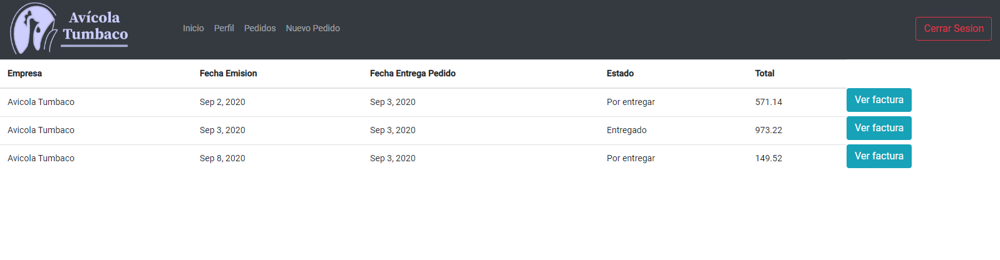 Avícola
Tumbaco
Inicio Perfil Pedidos Nuevo Pedido
Cerrar Sesion
Empresa Fecha Emision Fecha Entrega Pedido Estado Total
Avicola Tumbaco Sep 2, 2020 Sep 3, 2020 Por entregar 571.14 Ver factura
Avicola Tumbaco Sep 3, 2020 Sep 3, 2020 Entregado 973.22 Ver factura
Avicola Tumbaco Sep 8, 2020 Sep 3, 2020 Por entregar 149.52 Ver factura